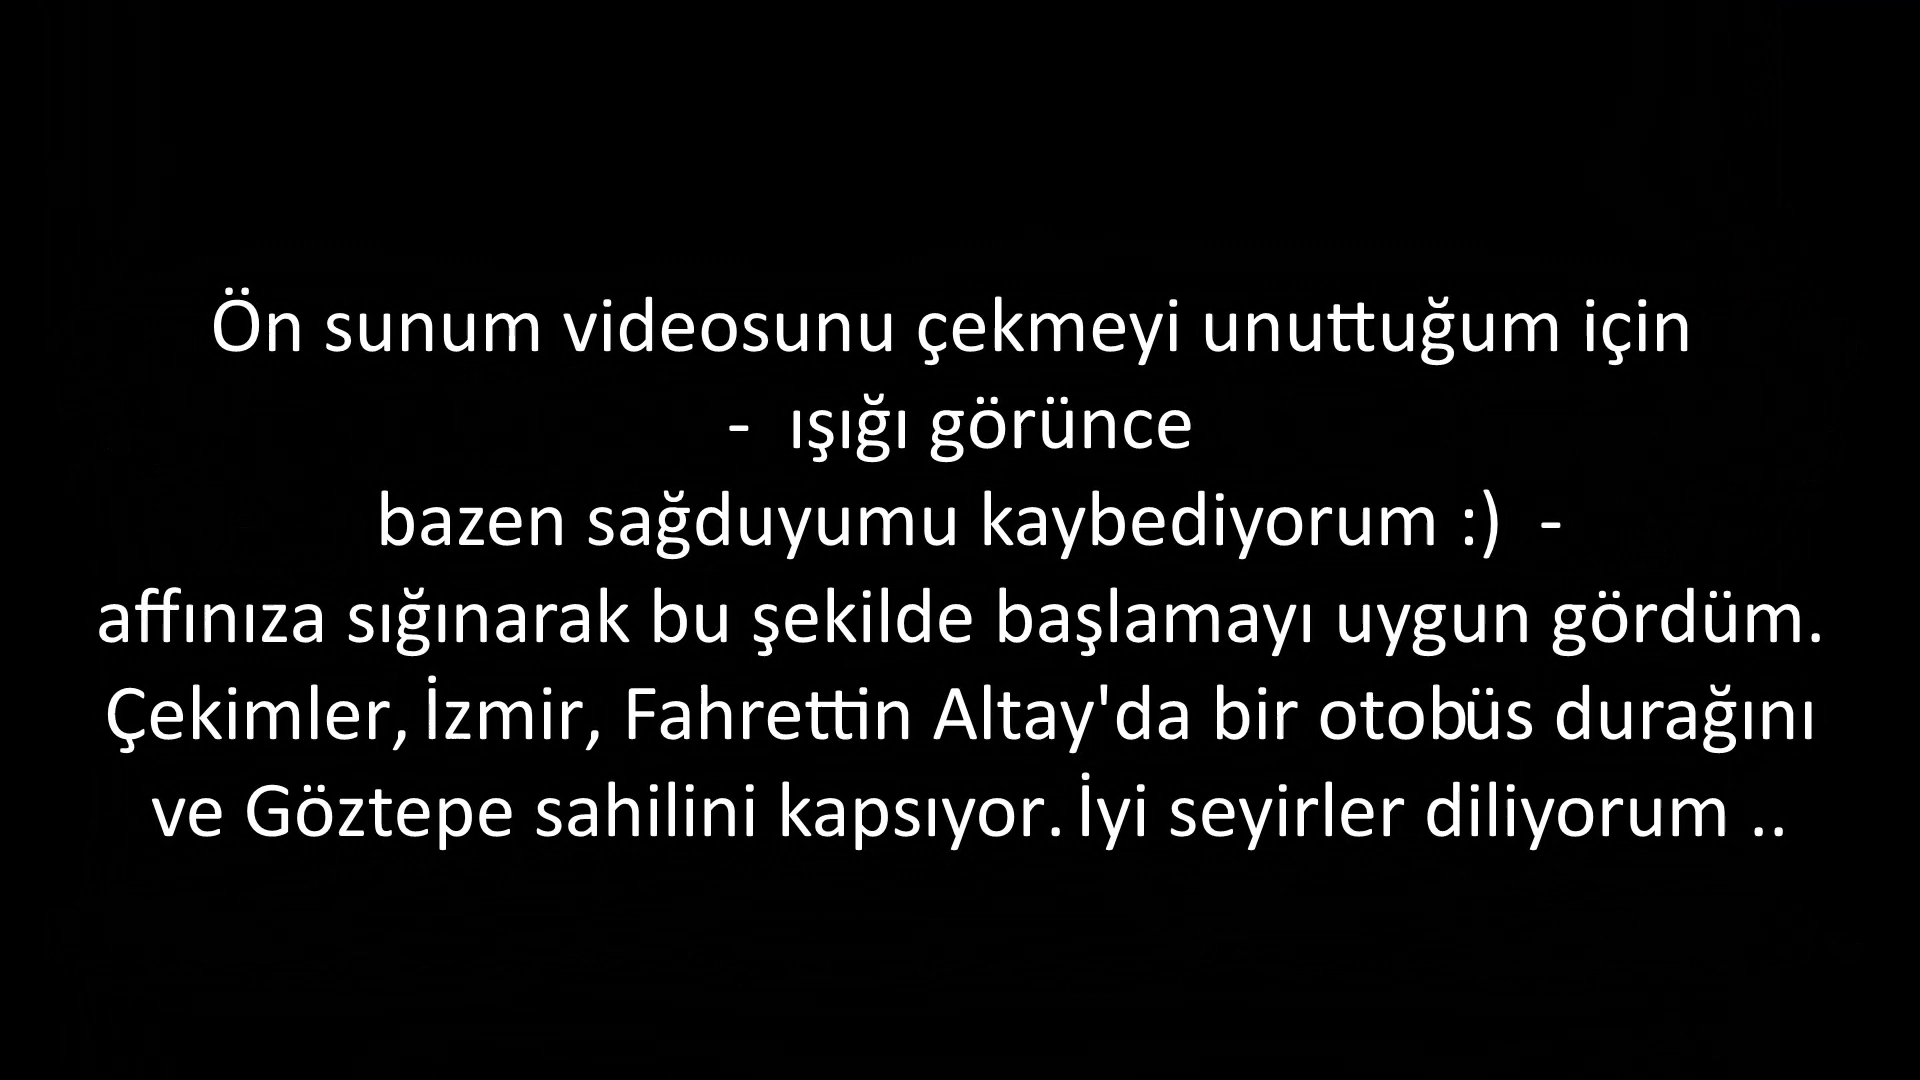 Ön sunum videosunu çekmeyi unuttuğum için
-  ışığı görünce
bazen sağduyumu kaybediyorum :)  -
affınıza sığınarak bu şekilde başlamayı uygun gördüm.
Çekimler, İzmir, Fahrettin Altay'da bir otobüs durağını
ve Göztepe sahilini kapsıyor. İyi seyirler diliyorum ..